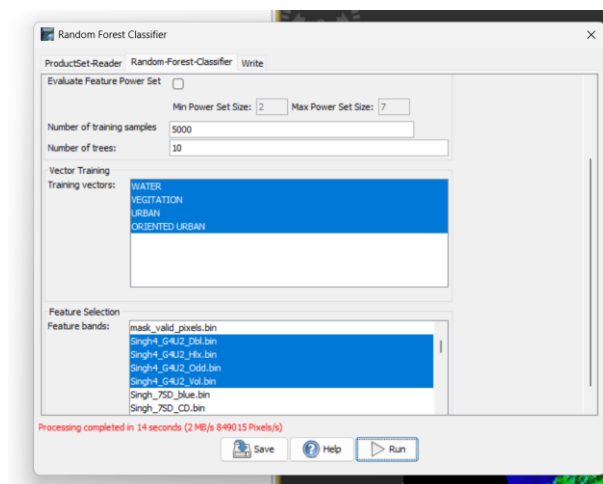 Random Forest Classifier
ProductSet-Reader Random-Forest-Classifier Write
Evaluate Feature Power Set
Min Power Set Size: 2 Max Power Set Size: 7
Number of training samples 5000
Number of trees: 10
Vector Training
Training vectors: WATER
VEGITATION
URBAN
ORIENTED URBAN
Feature Selection
Feature bands: mask_valid_pixels.bin
Singh4_G4U2_Dbl.bin
Singh4_G4U2_Hlx.bin
Singh4_G4U2_Odd.bin
Singh4_G4U2_Vol.bin
Singh_7SD_blue.bin
Singh_7SD_CD.bin
Processing completed in 14 seconds (2 MB/s 849015 Pixels/s)
Save Help Run